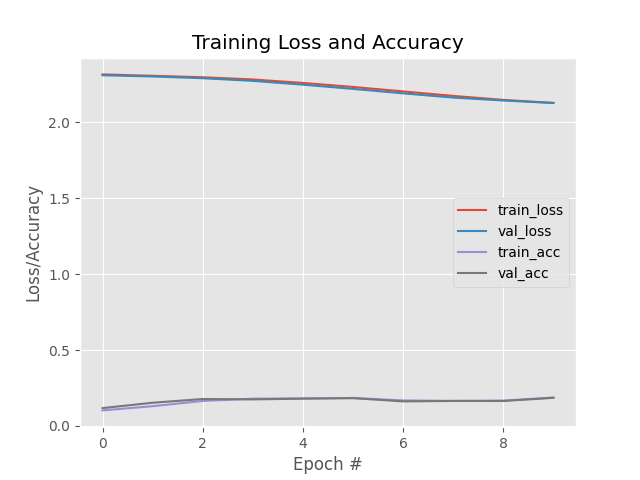 Training Loss and Accuracy
Loss/Accuracy
2.0
1.5
1.0
0.5
0.0
train_loss
val_loss
train_acc
val_acc
0 2 4 6 8
Epoch #